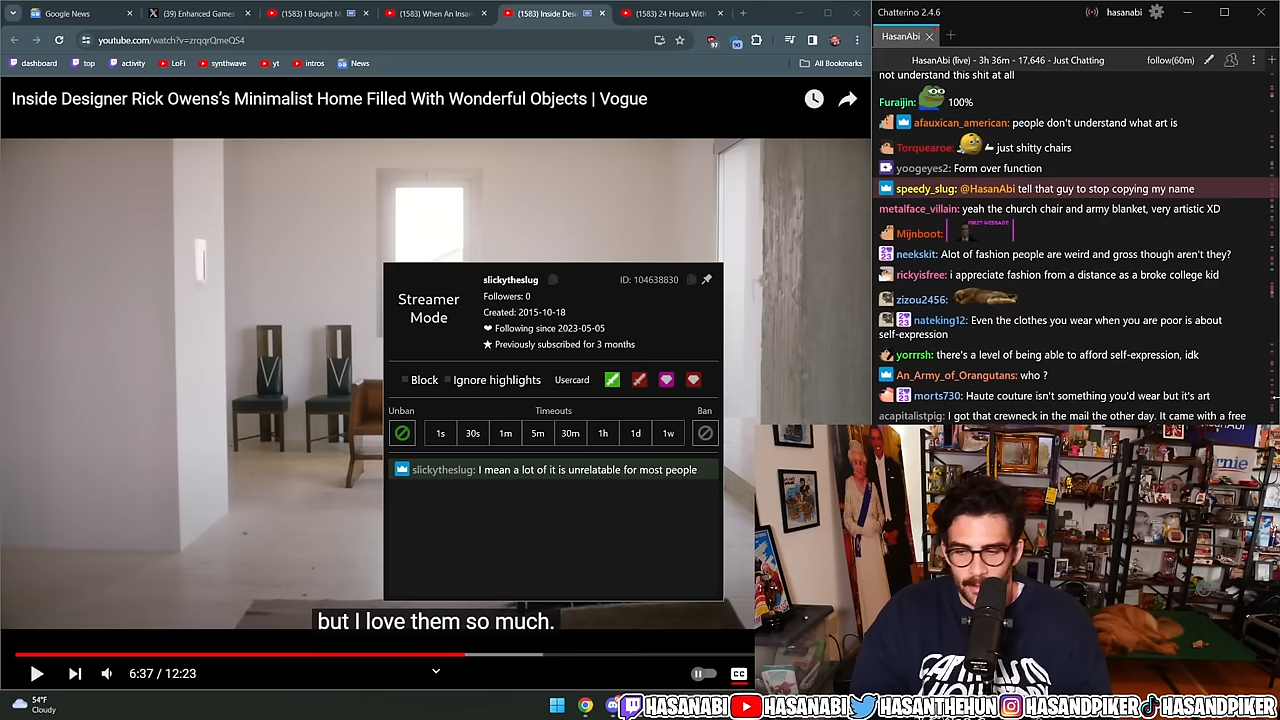 Google News
(39) Enhanced Games
(1583) I Bought M
(1583) When An Insan
(1583) Inside Desi
(1583) 24 Hours With
youtube.com/watch?v=zrqqrQmeQS4
97
90
dashboard
top
activity
LoFi
synthwave
yt
intros
News
All Bookmarks
Inside Designer Rick Owens's Minimalist Home Filled With Wonderful Objects | Vogue
Streamer Mode
slickytheslug
ID: 104638830
Followers: 0
Created: 2015-10-18
Following since 2023-05-05
Previously subscribed for 3 months
Block
Ignore highlights
Usercard
Unban
Timeouts
Ban
1s
30s
1m
5m
30m
1h
1d
1w
slickytheslug: I mean a lot of it is unrelatable for most people
but I love them so much.
6:37 / 12:23
CC
54°F
Cloudy
Chatterino 2.4.6
hasanabi
HasanAbi
HasanAbi (live) - 3h 36m - 17,646 - Just Chatting
follow(60m)
not understand this shit at all
Furaijin: 100%
afauxican_american: people don't understand what art is
Torquearoe: just shitty chairs
yoogeyes2: Form over function
speedy_slug: @HasanAbi tell that guy to stop copying my name
metalface_villain: yeah the church chair and army blanket, very artistic XD
Mijnboot: FIRST MESSAGE
neekskit: Alot of fashion people are weird and gross though aren't they?
rickyisfree: i appreciate fashion from a distance as a broke college kid
zizou2456:
nateking12: Even the clothes you wear when you are poor is about
self-expression
yorrrsh: there's a level of being able to afford self-expression, idk
An_Army_of_Orangutans: who ?
morts730: Haute couture isn't something you'd wear but it's art
acapitalistpig: I got that crewneck in the mail the other day. It came with a free
ernie
HASANABI
HASANABI
HASANTHEHUN
HASANDPIKER
HASANDPIKER